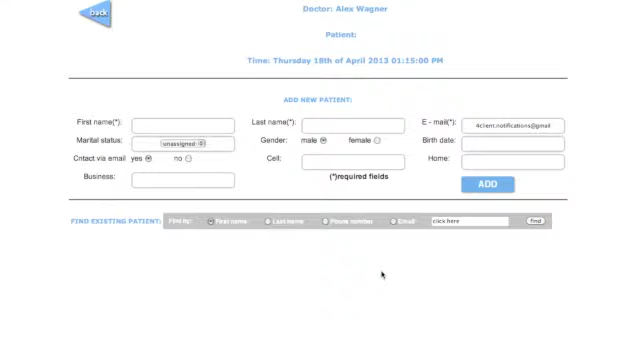 back
Doctor: Alex Wagner
Patient:
Time: Thursday 18th of April 2013 01:15:00 PM
ADD NEW PATIENT:
First name(*): Last name(*): E - mail(*): 4client.notifications@gmail
Marital status: unassigned Gender: male female Birth date:
Cntact via email yes no Cell: Home:
Business: (*)required fields ADD
FIND EXISTING PATIENT: Find by: First name Last name Phone number Email click here find